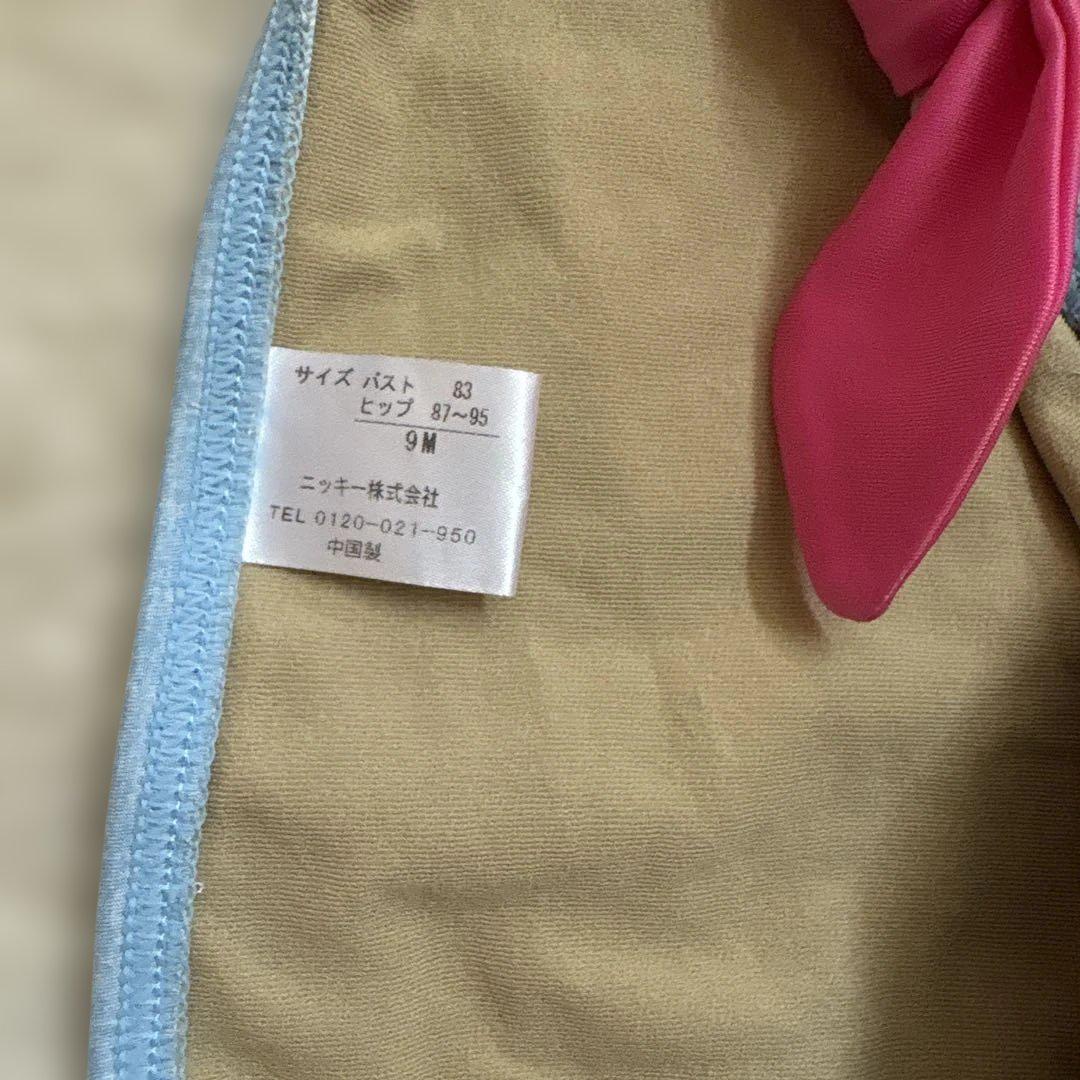 サイズ バスト 83
ヒップ 87〜95
9M
ニッキー株式会社
TEL 0120-021-950
中国製